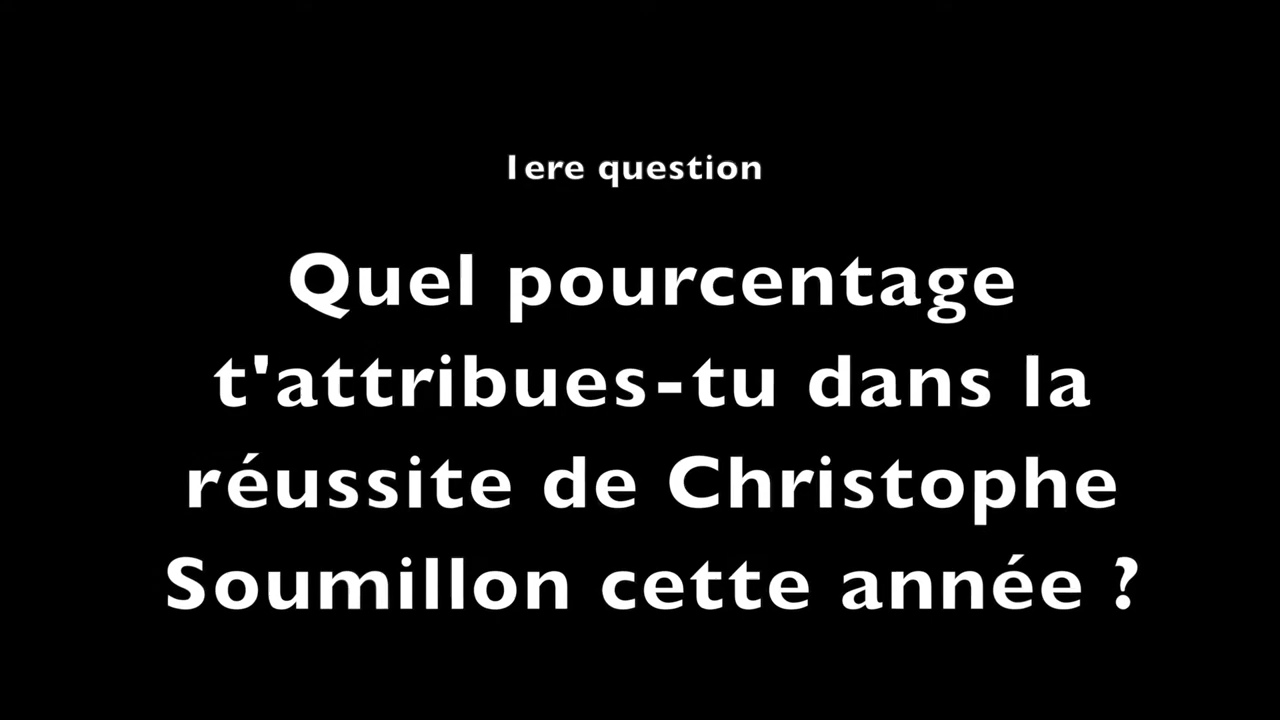 1ere question
Quel pourcentage
t'attribues-tu dans la
réussite de Christophe
Soumillon cette année ?